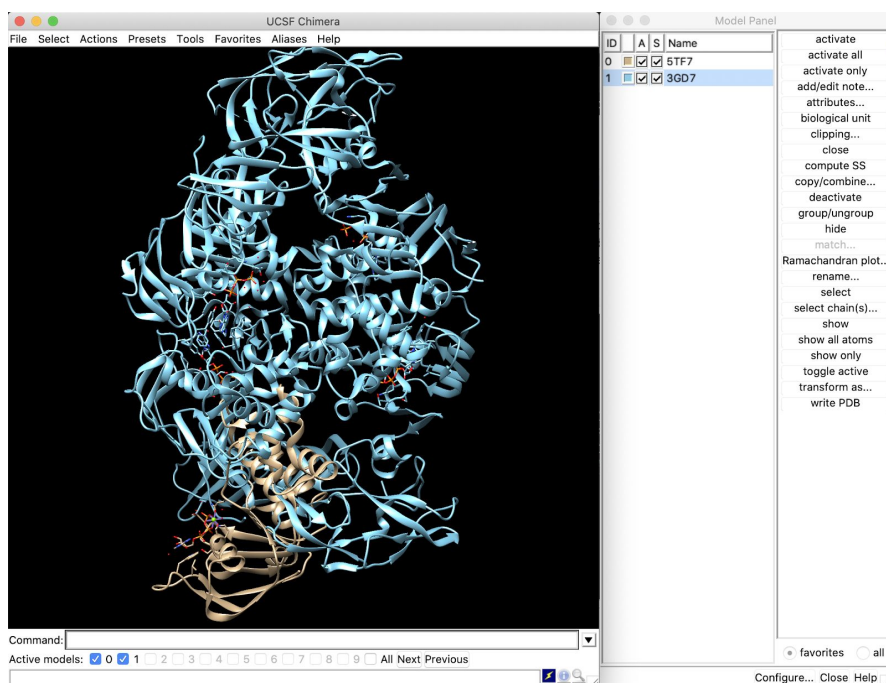 UCSF Chimera
File Select Actions Presets Tools Favorites Aliases Help
Command:
Active models: 0 1 2 3 4 5 6 7 8 9 All Next Previous
Model Panel
ID A S Name
0 5TF7
1 3GD7
activate
activate all
activate only
add/edit note...
attributes...
biological unit
clipping...
close
compute SS
copy/combine...
deactivate
group/ungroup
hide
match...
Ramachandran plot..
rename...
select
select chain(s)...
show
show all atoms
show only
toggle active
transform as...
write PDB
favorites all
Configure... Close Help